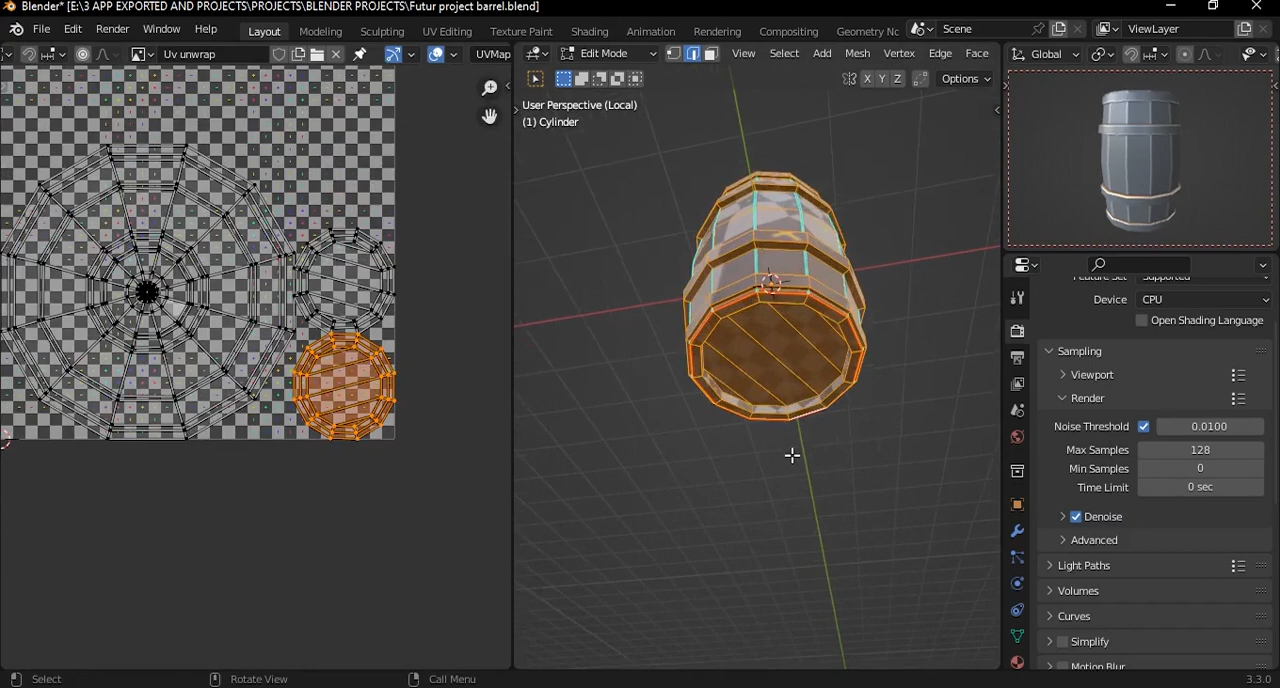 Blender* [E:\3 APP EXPORTED AND PROJECTS\PROJECTS\BLENDER PROJECTS\Futur project barrel.blend]
File Edit Render Window Help Layout Modeling Sculpting UV Editing Texture Paint Shading Animation Rendering Compositing Geometry Nc Scene ViewLayer
Uv unwrap UVMap Edit Mode View Select Add Mesh Vertex Edge Face Global
X Y Z Options
User Perspective (Local)
(1) Cylinder
Feature Set Supported
Device CPU
Open Shading Language
Sampling
Viewport
Render
Noise Threshold 0.0100
Max Samples 128
Min Samples 0
Time Limit 0 sec
Denoise
Advanced
Light Paths
Volumes
Curves
Simplify
Motion Blur
Select Rotate View Call Menu 3.3.0